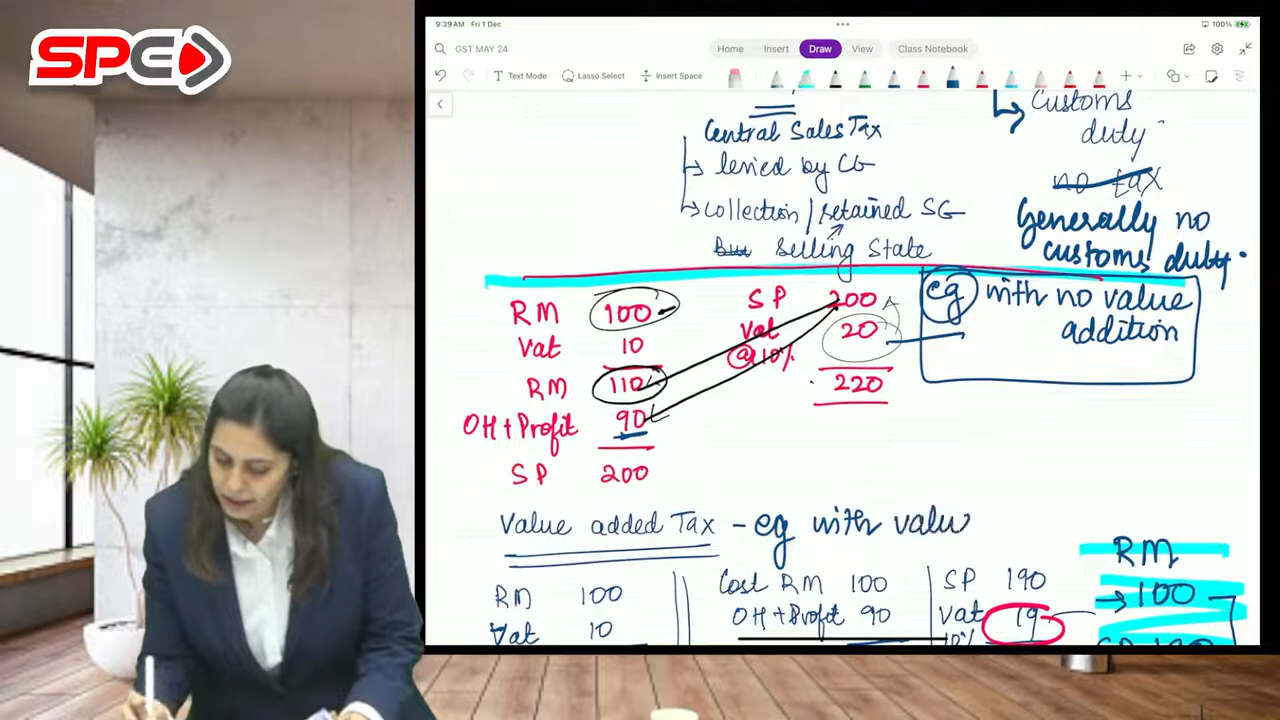 SPED
9:39 AM Fri 1 Dec
100%
GST MAY 24
Home Insert Draw View Class Notebook
Text Mode Lasso Select Insert Space
Central Sales Tax
levied by CG
collection / retained SG
But selling State
Customs
duty
no tax
Generally no
customs duty.
RM 100
Vat 10
RM 110
OH + Profit 90
SP 200
SP 200
Vat 20
@ 10%
220
eg with no value
addition
Value added Tax - eg with valu
RM 100
Vat 10
Cost RM 100
OH + Profit 90
SP 190
Vat 19
10%
RM
100